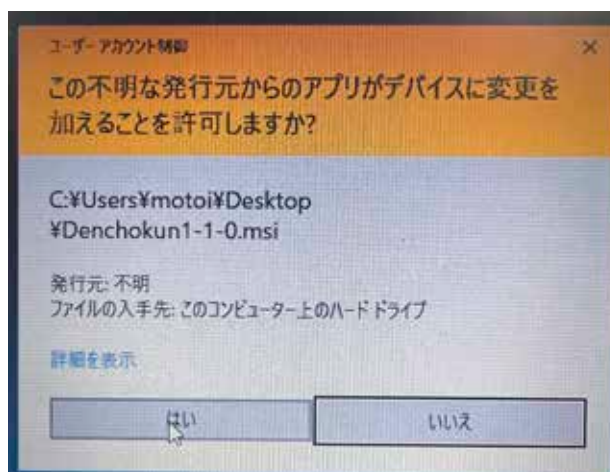 ユーザー アカウント制御
この不明な発行元からのアプリがデバイスに変更を
加えることを許可しますか?
C:¥Users¥motoi¥Desktop
¥Denchokun1-1-0.msi
発行元: 不明
ファイルの入手先: このコンピューター上のハード ドライブ
詳細を表示
はい
いいえ